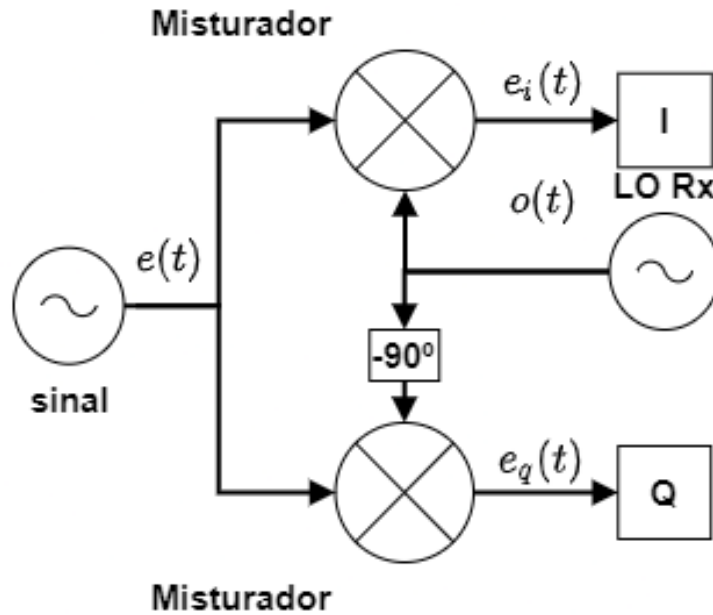 Misturador
e_i(t)
I
LO Rx
o(t)
e(t)
-90º
sinal
e_q(t)
Q
Misturador